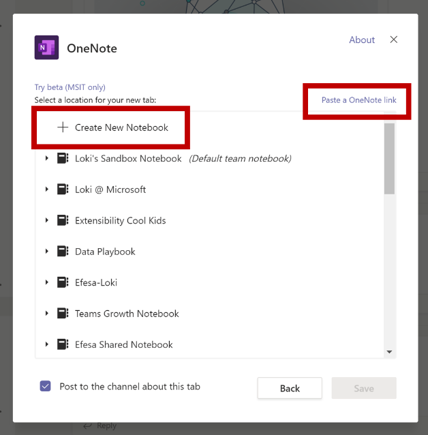 OneNote
About
Try beta (MSIT only)
Select a location for your new tab:
Paste a OneNote link
Create New Notebook
Loki's Sandbox Notebook (Default team notebook)
Loki @ Microsoft
Extensibility Cool Kids
Data Playbook
Efesa-Loki
Teams Growth Notebook
Efesa Shared Notebook
Post to the channel about this tab
Back
Save
Reply